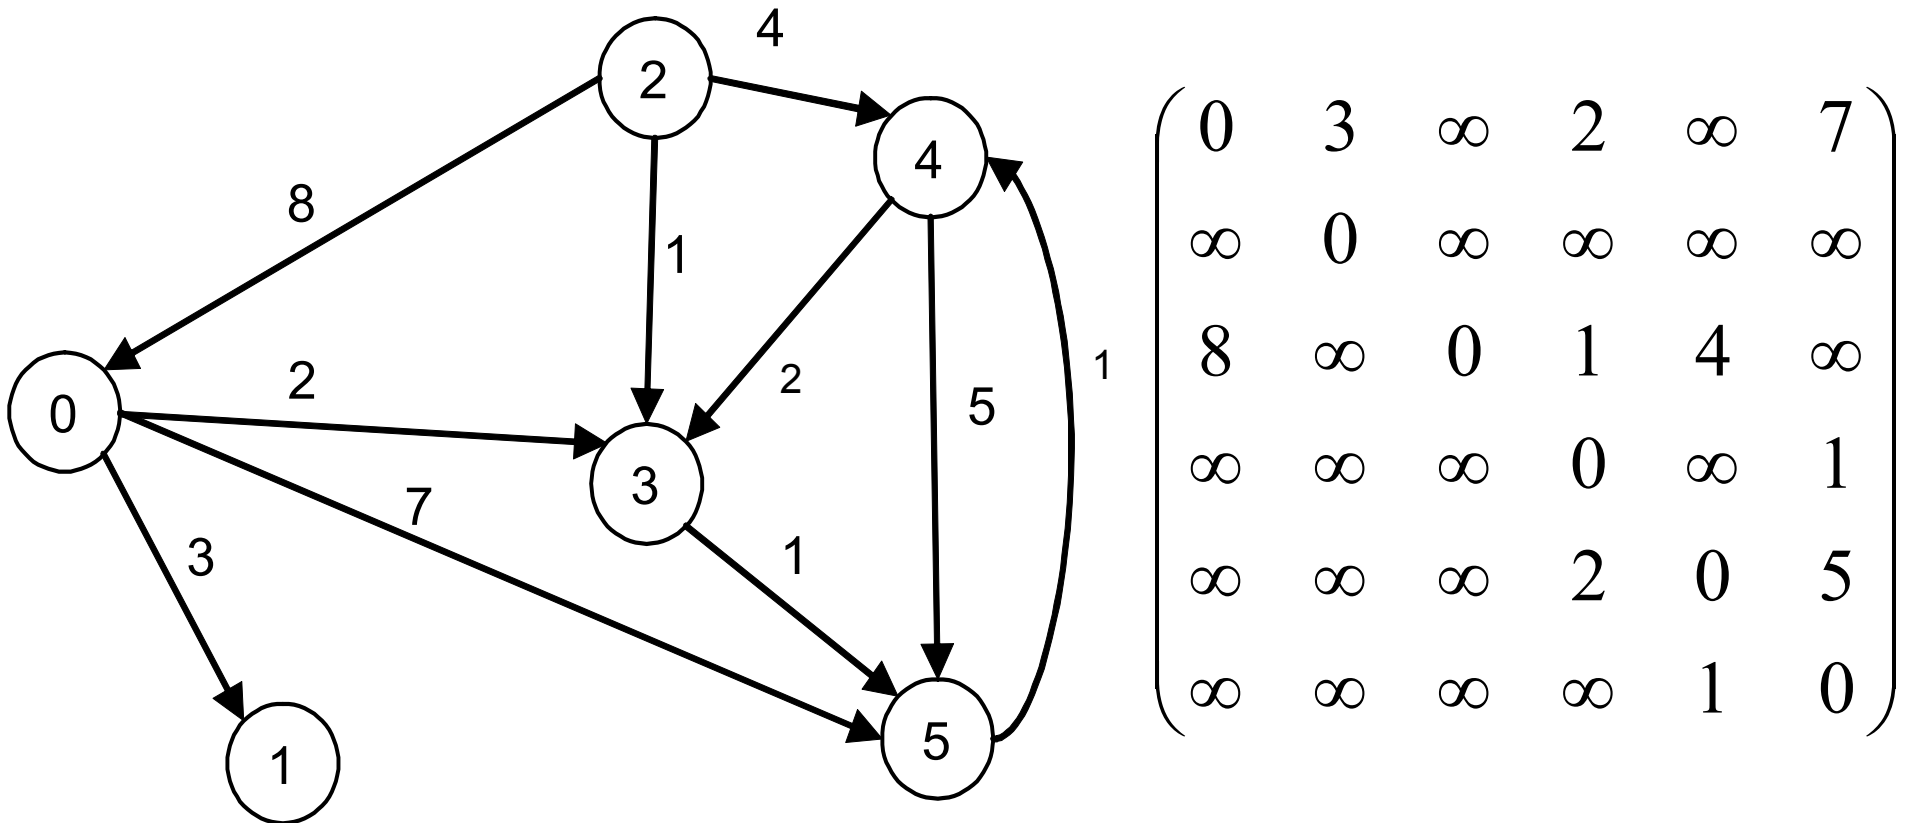 4
2
4
8
1
2
2
1
5
0
3
7
1
3
5
1
0 3 ∞ 2 ∞ 7
∞ 0 ∞ ∞ ∞ ∞
8 ∞ 0 1 4 ∞
∞ ∞ ∞ 0 ∞ 1
∞ ∞ ∞ 2 0 5
∞ ∞ ∞ ∞ 1 0